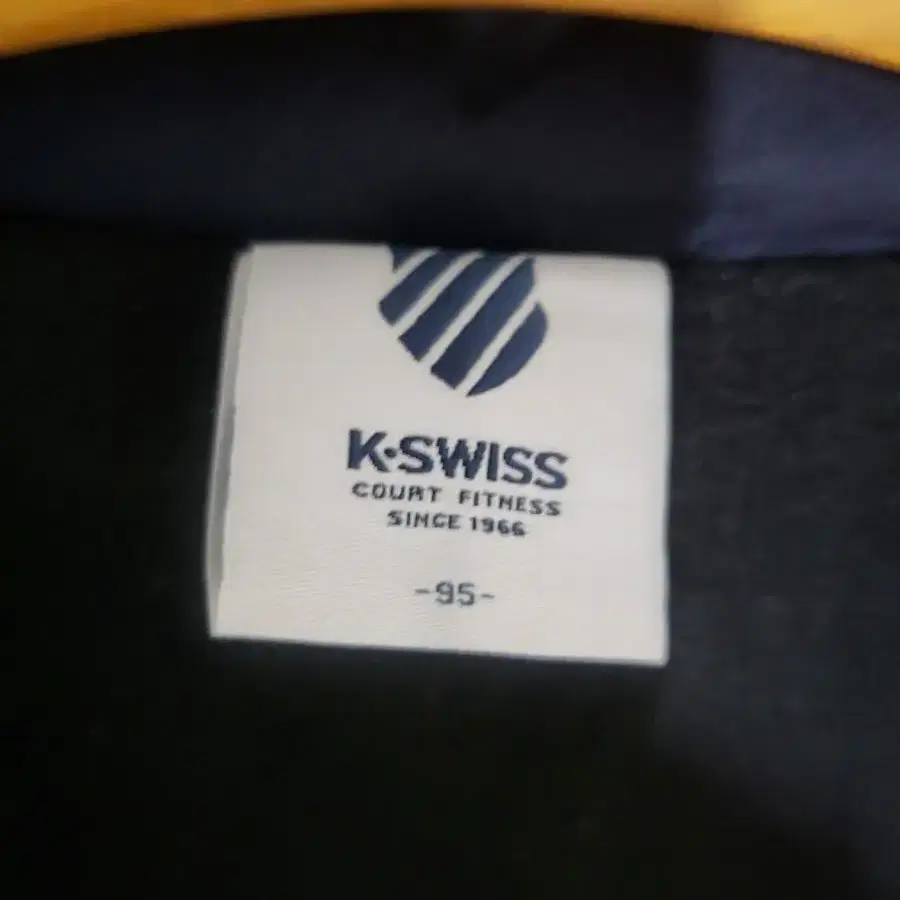 K·SWISS
COURT FITNESS
SINCE 1966
-95-